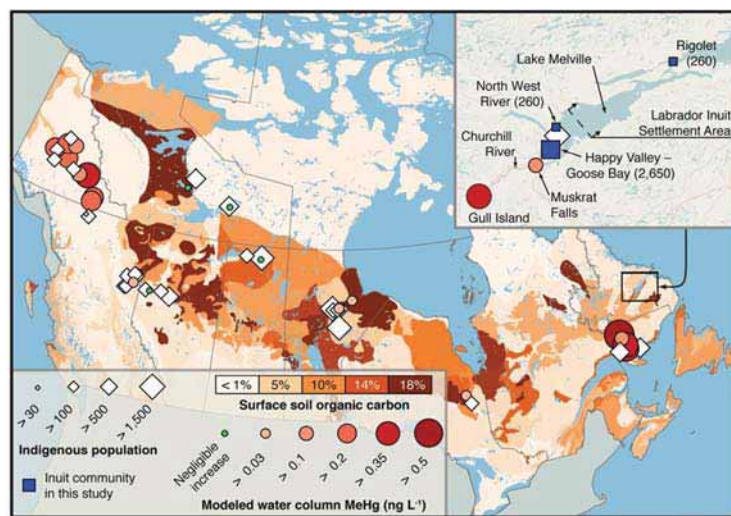 Lake Melville
Rigolet
(260)
North West
River (260)
Labrador Inuit
Settlement Area
Churchill
River
Happy Valley –
Goose Bay (2,650)
Muskrat
Falls
Gull Island
< 1%
5%
10%
14%
18%
Surface soil organic carbon
> 30
> 100
> 500
> 1,500
Indigenous population
Inuit community
in this study
Negligible
increase
> 0.03
> 0.1
> 0.2
> 0.35
> 0.5
Modeled water column MeHg (ng L⁻¹)